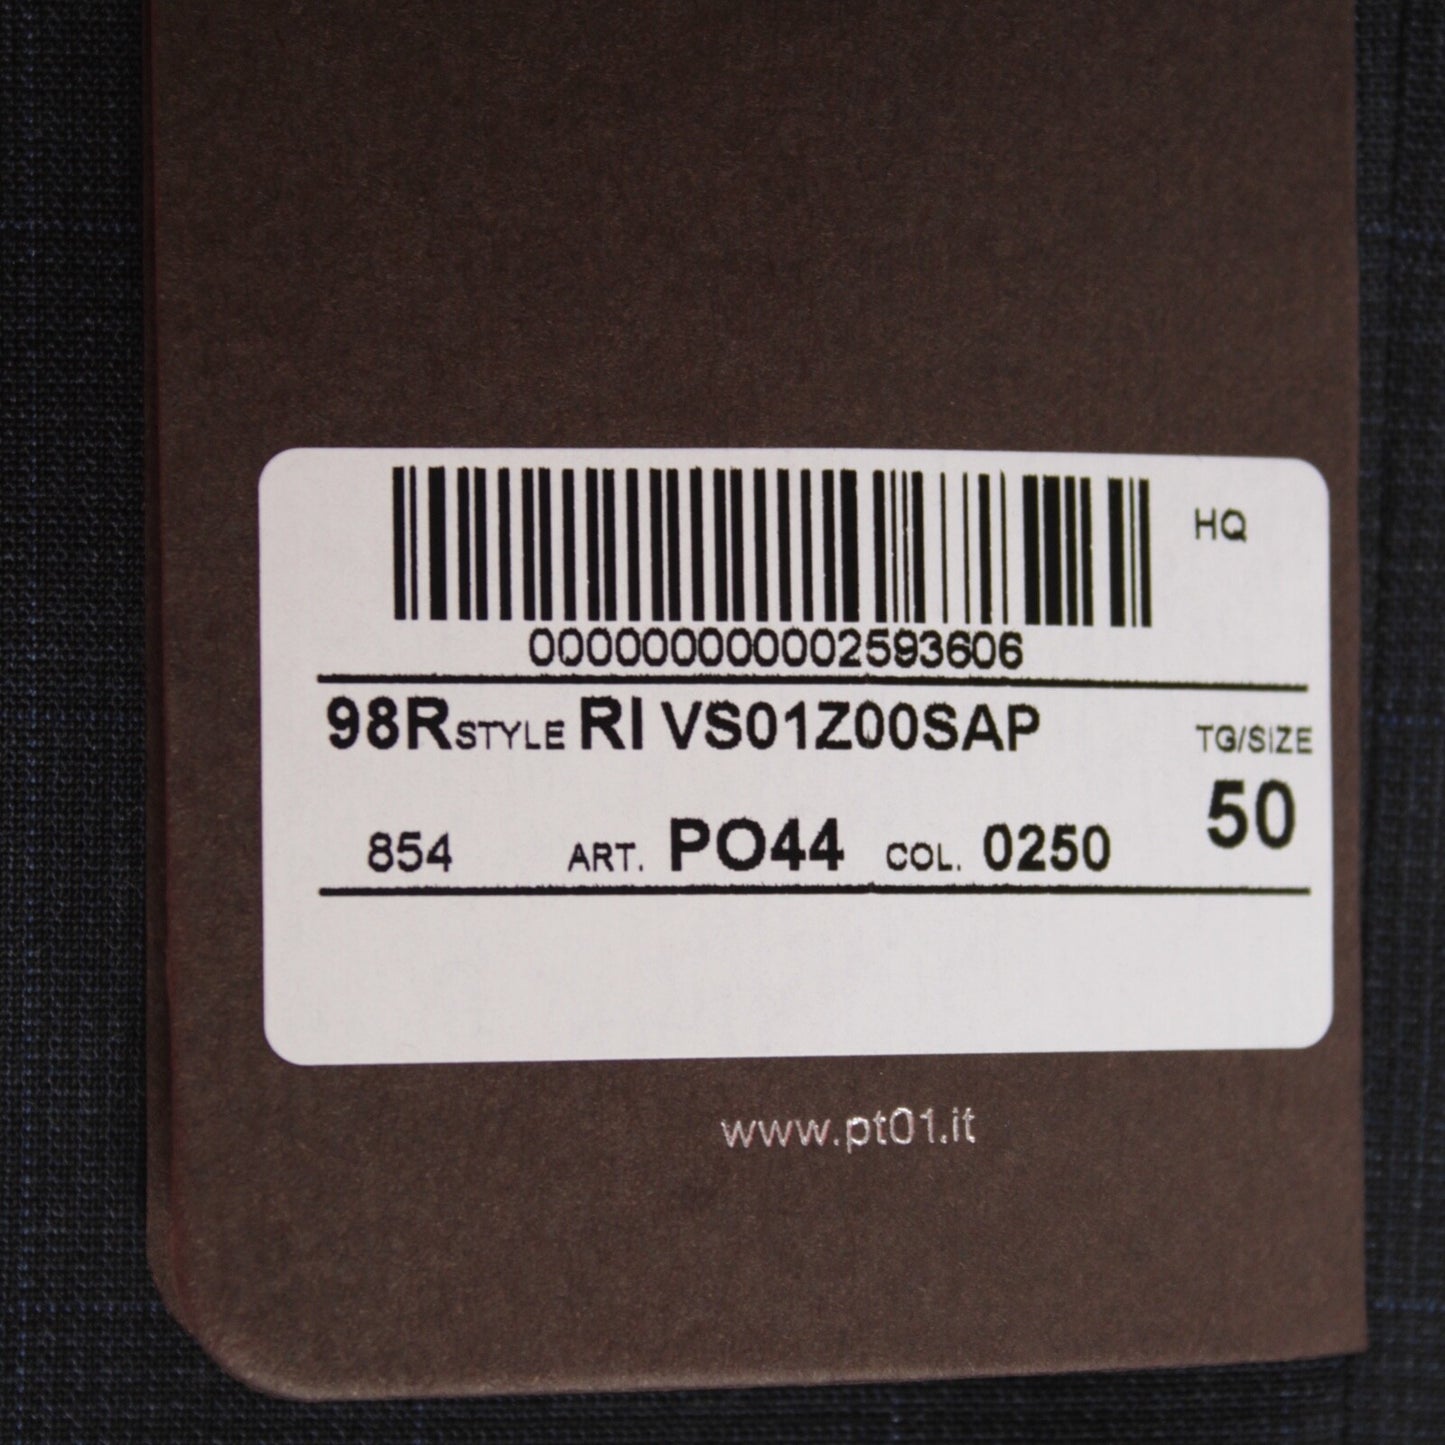 HQ
0000000000002593606
98R STYLE RI VS01Z00SAP
TG/SIZE
50
854 ART. PO44 COL. 0250
www.pt01.it